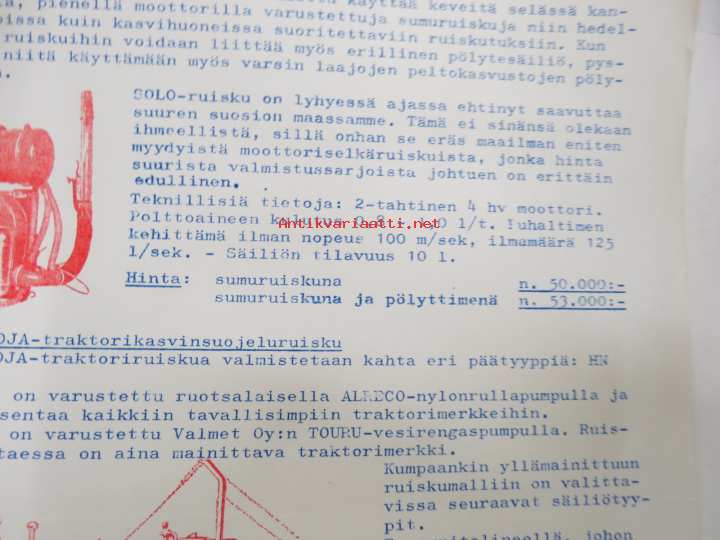 pienellä moottorilla varustettuja sumuruiskuja niin hedel-
kuin kasvihuoneissa suoritettaviin ruiskutuksiin. Kun
ruiskuihin voidaan liittää myös erillinen pölytesäiliö, pys-
niitä käyttämään myös varsin laajojen peltokasvustojen pöly-
SOLO-ruisku on lyhyessä ajassa ehtinyt saavuttaa
suuren suosion maassamme. Tämä ei sinänsä olekaan
ihmeellistä, sillä onhan se eräs maailman eniten
myydyistä moottoriselkäruiskuista, jonka hinta
suurista valmistussarjoista johtuen on erittäin
edullinen.
Teknillisiä tietoja: 2-tahtinen 4 hv moottori.
Polttoaineen kulutus l/t. Puhaltimen
Antikvariaatti.net
kehittämä ilman nopeus 100 m/sek, ilmamäärä 125
l/sek. - Säiliön tilavuus 10 l.
Hinta: sumuruiskuna n. 50.000:-
sumuruiskuna ja pölyttimenä n. 53.000:-
OJA-traktorikasvinsuojeluruisku
OJA-traktoriruiskua valmistetaan kahta eri päätyyppiä: HN
on varustettu ruotsalaisella ALRECO-nylonrullapumpulla ja
sentaa kaikkiin tavallisimpiin traktorimerkkeihin.
on varustettu Valmet Oy:n TOURU-vesirengaspumpulla. Ruis-
taessa on aina mainittava traktorimerkki.
Kumpaankin yllämainittuun
ruiskumalliin on valitta-
vissa seuraavat säiliötyy-
pit.
johon